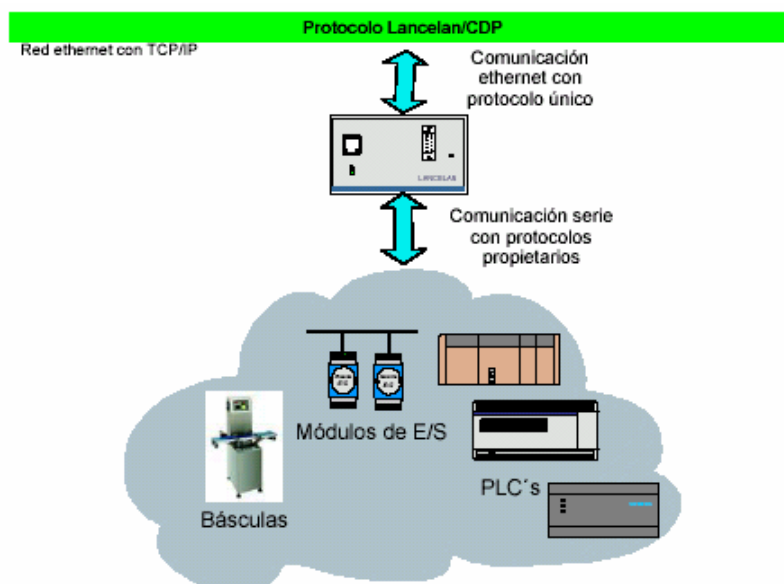 Protocolo Lancelan/CDP
Red ethernet con TCP/IP
Comunicación
ethernet con
protocolo único
LANCELAN
Comunicación serie
con protocolos
propietarios
Módulos de E/S
PLC´s
Básculas